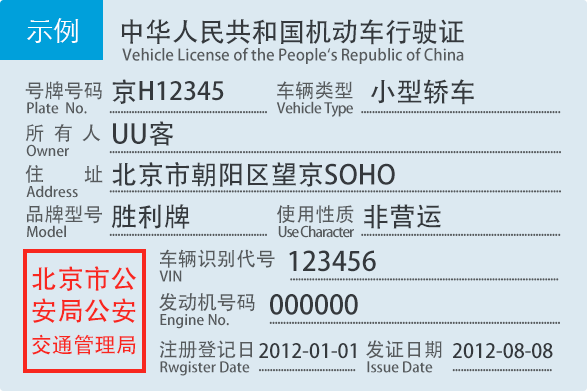 示例
中华人民共和国机动车行驶证
Vehicle License of the People's Republic of China
号牌号码 京H12345 车辆类型 小型轿车
Plate No. Vehicle Type
所有人 UU客
Owner
住址 北京市朝阳区望京SOHO
Address
品牌型号 胜利牌 使用性质 非营运
Model Use Character
车辆识别代号 123456
VIN
发动机号码 000000
Engine No.
注册登记日 2012-01-01 发证日期 2012-08-08
Rwgister Date Issue Date
北京市公
安局公安
交通管理局